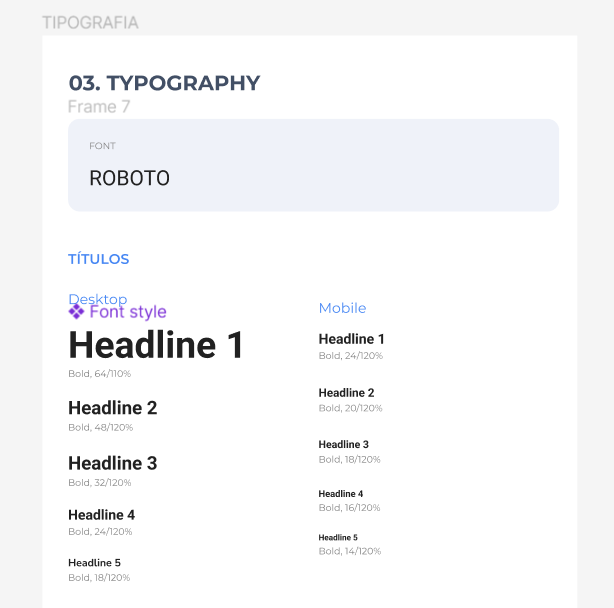 TIPOGRAFIA
03. TYPOGRAPHY
Frame 7
FONT
ROBOTO
TÍTULOS
Desktop
Font style
Headline 1
Bold, 64/110%
Headline 2
Bold, 48/120%
Headline 3
Bold, 32/120%
Headline 4
Bold, 24/120%
Headline 5
Bold, 18/120%
Mobile
Headline 1
Bold, 24/120%
Headline 2
Bold, 20/120%
Headline 3
Bold, 18/120%
Headline 4
Bold, 16/120%
Headline 5
Bold, 14/120%